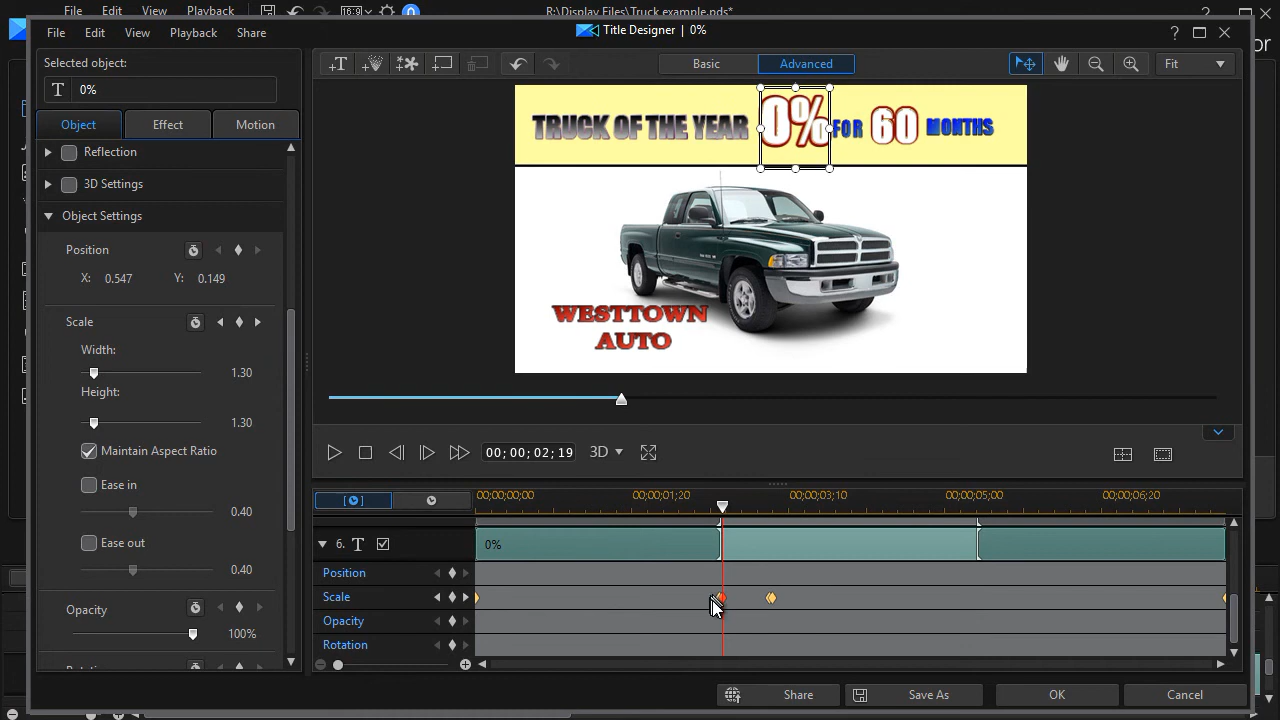 File Edit View Playback
16:9
R:\Display Files\Truck example.pds*
File Edit View Playback Share
Title Designer | 0%
Selected object:
T 0%
Basic Advanced
Fit
Object Effect Motion
Reflection
3D Settings
Object Settings
Position
X: 0.547 Y: 0.149
Scale
Width:
1.30
Height:
1.30
Maintain Aspect Ratio
Ease in
0.40
Ease out
0.40
Opacity
100%
TRUCK OF THE YEAR 0% FOR 60 MONTHS
WESTTOWN
AUTO
00;00;02;19 3D
00;00;00;00 00;00;01;20 00;00;03;10 00;00;05;00 00;00;06;20
6. T 0%
Position
Scale
Opacity
Rotation
Share Save As OK Cancel